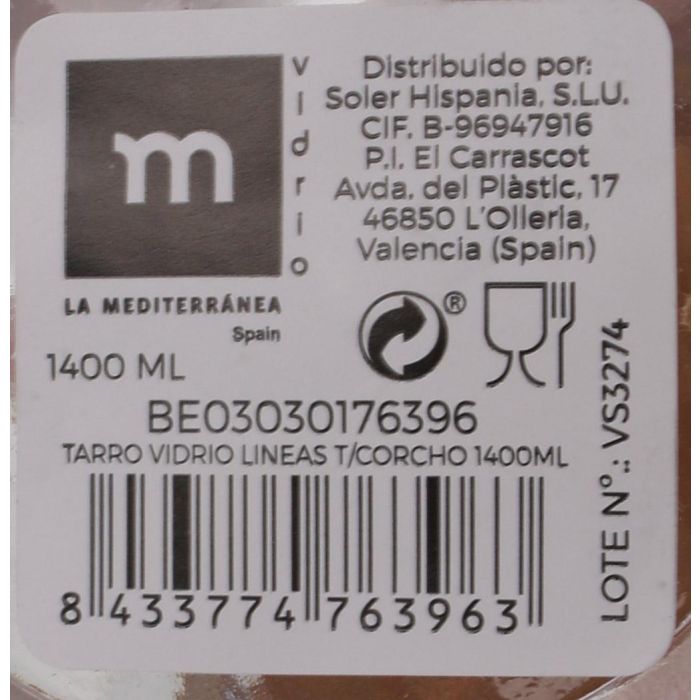 m
vidrio
LA MEDITERRÁNEA
Spain
Distribuido por:
Soler Hispania, S.L.U.
CIF. B-96947916
P.I. El Carrascot
Avda. del Plàstic, 17
46850 L'Olleria,
Valencia (Spain)
®
1400 ML
BE03030176396
TARRO VIDRIO LINEAS T/CORCHO 1400ML
8 433774 763963
LOTE Nº.: VS3274